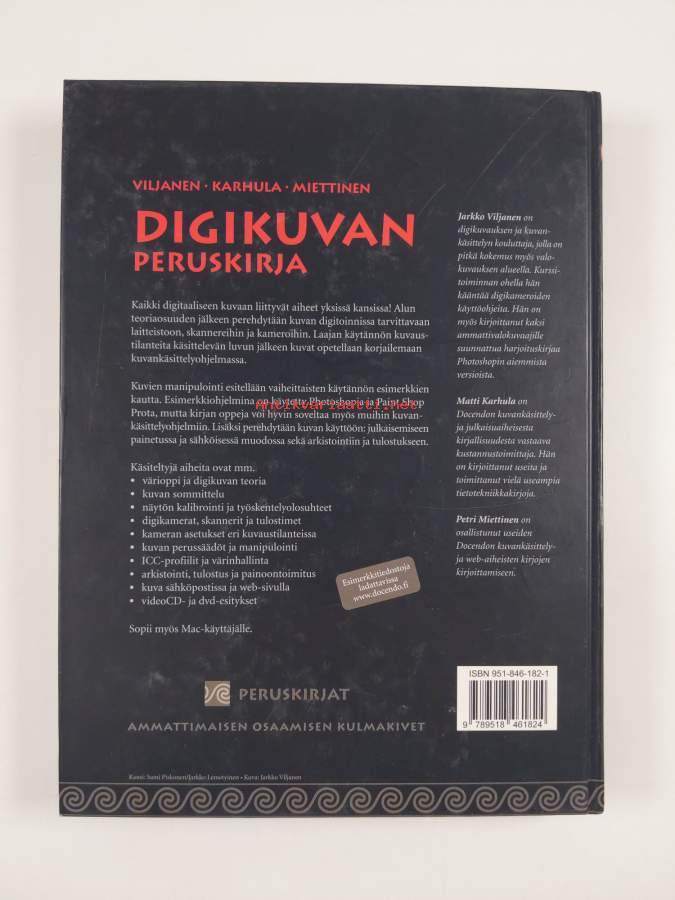 VILJANEN · KARHULA · MIETTINEN
DIGIKUVAN
PERUSKIRJA
Kaikki digitaaliseen kuvaan liittyvät aiheet yksissä kansissa! Alun
teoriaosuuden jälkeen perehdytään kuvan digitoinnissa tarvittavaan
laitteistoon, skannereihin ja kameroihin. Laajan käytännön kuvaus-
tilanteita käsittelevän luvun jälkeen kuvat opetellaan korjailemaan
kuvankäsittelyohjelmassa.
Kuvien manipulointi esitellään vaiheittaisten käytännön esimerkkien
kautta. Esimerkkiohjelmina on käytetty Photoshopia ja Paint Shop
Prota, mutta kirjan oppeja voi hyvin soveltaa myös muihin kuvan-
käsittelyohjelmiin. Lisäksi perehdytään kuvan käyttöön: julkaisemiseen
painetussa ja sähköisessä muodossa sekä arkistointiin ja tulostukseen.
antikvariaatti.net
Käsiteltyjä aiheita ovat mm.
• värioppi ja digikuvan teoria
• kuvan sommittelu
• näytön kalibrointi ja työskentelyolosuhteet
• digikamerat, skannerit ja tulostimet
• kameran asetukset eri kuvaustilanteissa
• kuvan perussäädöt ja manipulointi
• ICC-profiilit ja värinhallinta
• arkistointi, tulostus ja painoontoimitus
• kuva sähköpostissa ja web-sivulla
• videoCD- ja dvd-esitykset
Sopii myös Mac-käyttäjälle.
Esimerkkitiedostoja
ladattavissa
www.docendo.fi
Jarkko Viljanen on
digikuvauksen ja kuvan-
käsittelyn kouluttaja, jolla on
pitkä kokemus myös valo-
kuvauksen alueella. Kurssi-
toiminnan ohella hän
kääntää digikameroiden
käyttöohjeita. Hän on
myös kirjoittanut kaksi
ammattivalokuvaajille
suunnattua harjoituskirjaa
Photoshopin aiemmista
versioista.
Matti Karhula on
Docendon kuvankäsittely-
ja julkaisuaiheisesta
kirjallisuudesta vastaava
kustannustoimittaja. Hän
on kirjoittanut useita ja
toimittanut vielä useampia
tietotekniikkakirjoja.
Petri Miettinen on
osallistunut useiden
Docendon kuvankäsittely-
ja web-aiheisten kirjojen
kirjoittamiseen.
PERUSKIRJAT
AMMATTIMAISEN OSAAMISEN KULMAKIVET
ISBN 951-846-182-1
9 789518 461824
Kansi: Sami Piskonen/Jarkko Lemetyinen • Kuva: Jarkko Viljanen